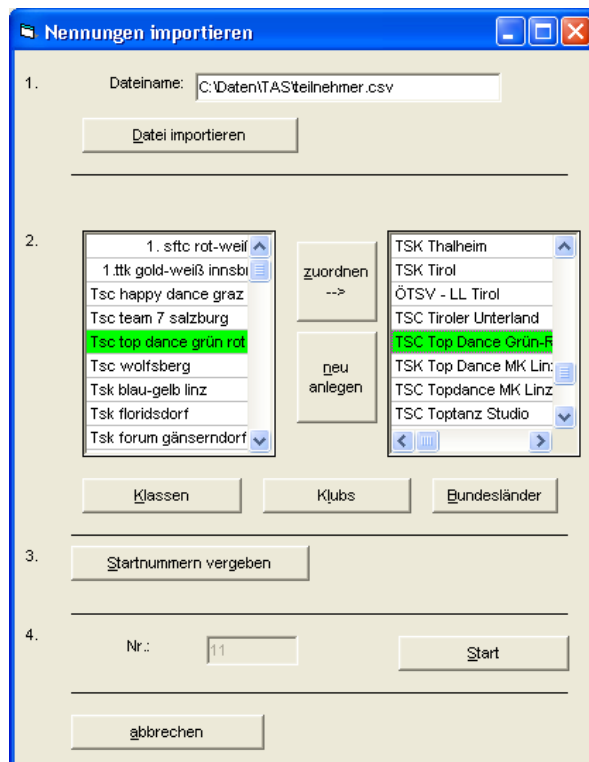 Nennungen importieren
1. Dateiname: C:\Daten\TAS\teilnehmer.csv
Datei importieren
2.
1. sftc rot-weiß
1.ttk gold-weiß innsb
Tsc happy dance graz
Tsc team 7 salzburg
Tsc top dance grün rot
Tsc wolfsberg
Tsk blau-gelb linz
Tsk floridsdorf
Tsk forum gänserndorf
zuordnen
-->
neu
anlegen
TSK Thalheim
TSK Tirol
ÖTSV - LL Tirol
TSC Tiroler Unterland
TSC Top Dance Grün-R
TSK Top Dance MK Linz
TSC Topdance MK Linz
TSC Toptanz Studio
Klassen Klubs Bundesländer
3. Startnummern vergeben
4. Nr.: 11 Start
abbrechen